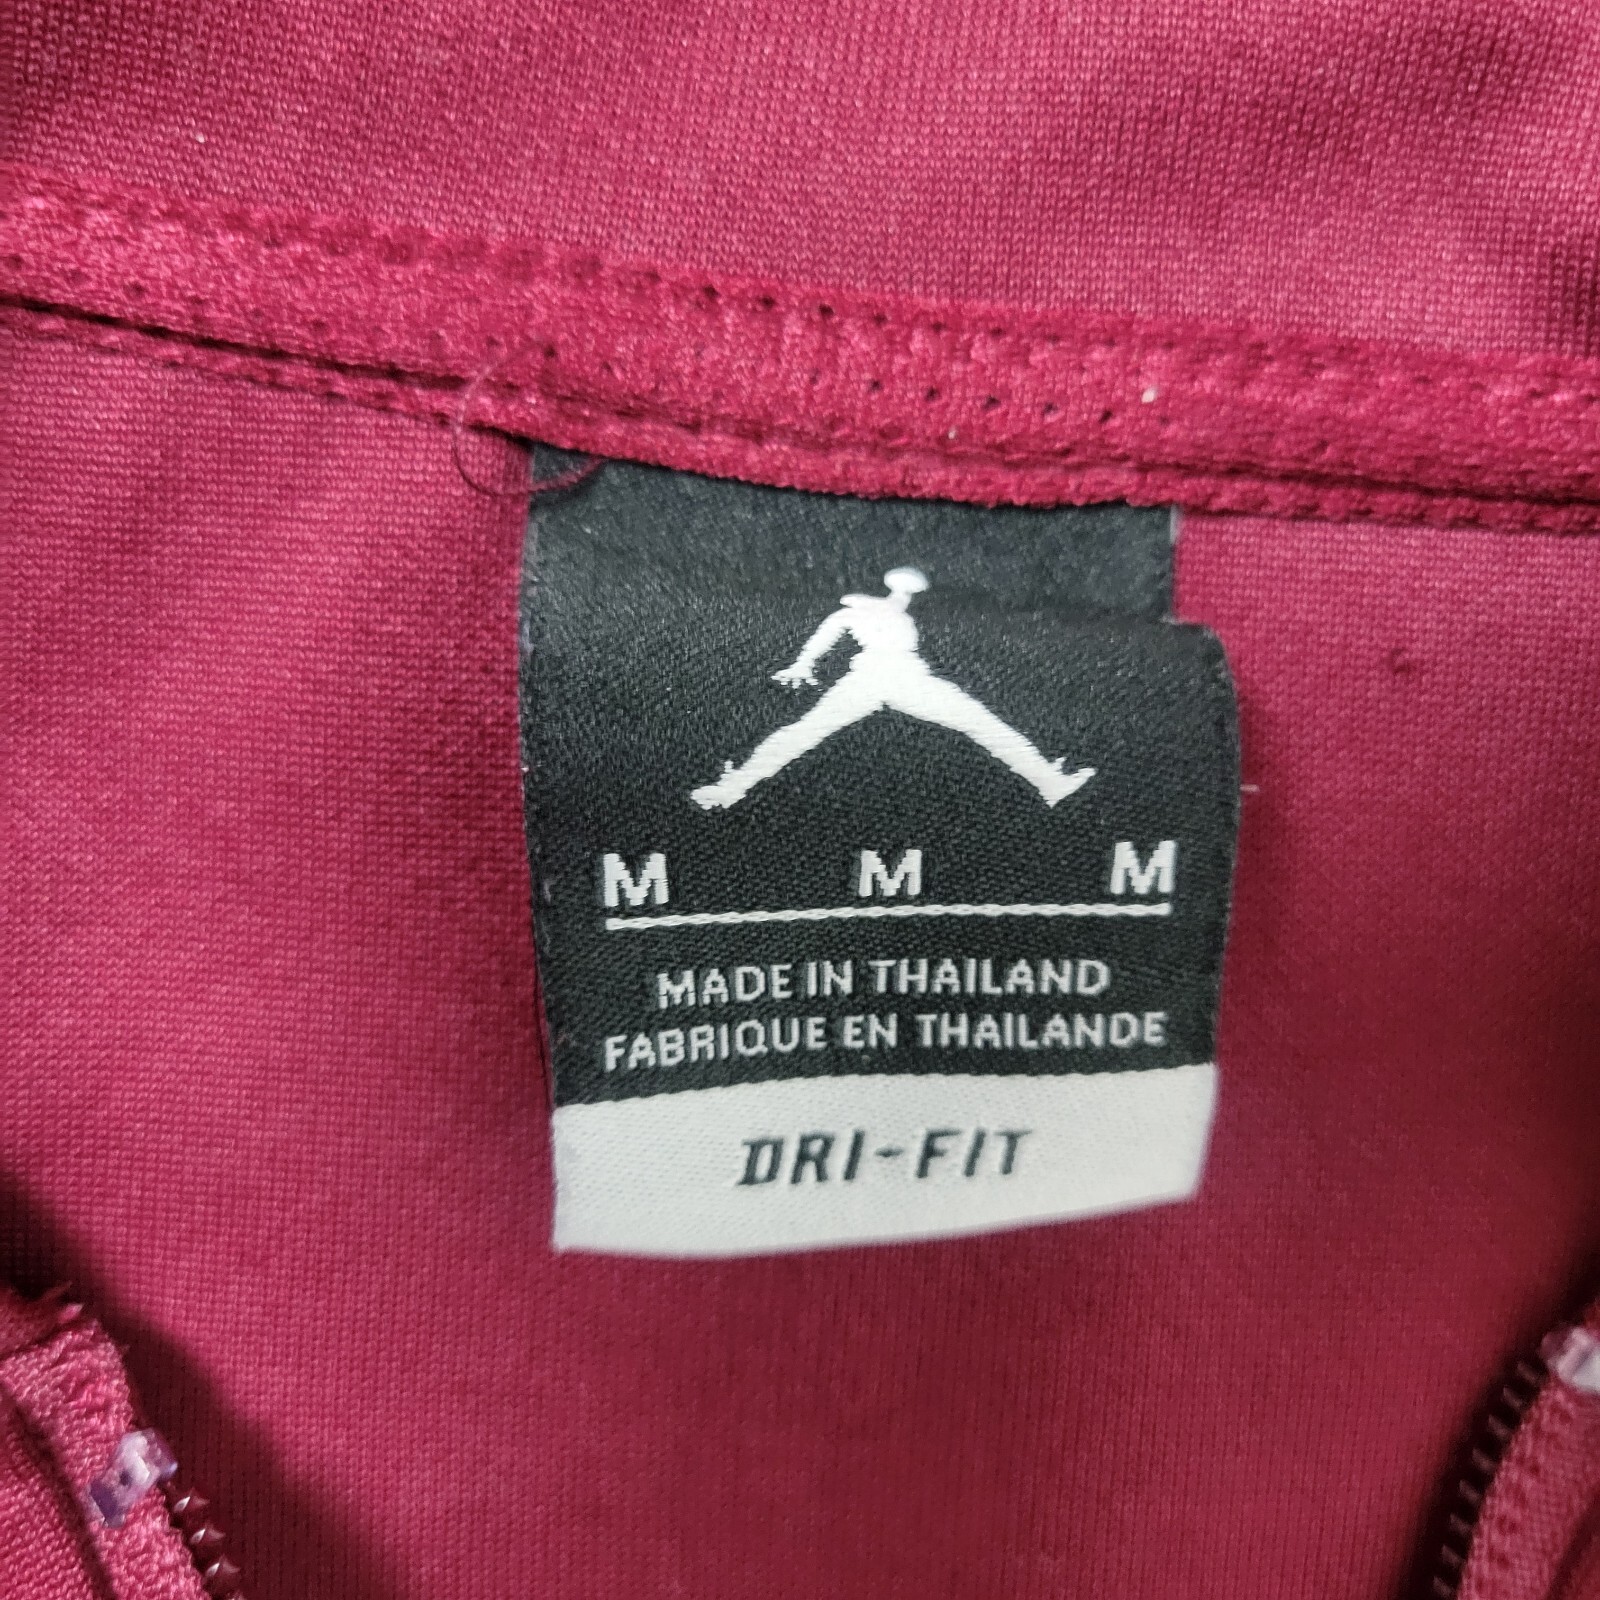 M M M
MADE IN THAILAND
FABRIQUE EN THAILANDE
DRI-FIT